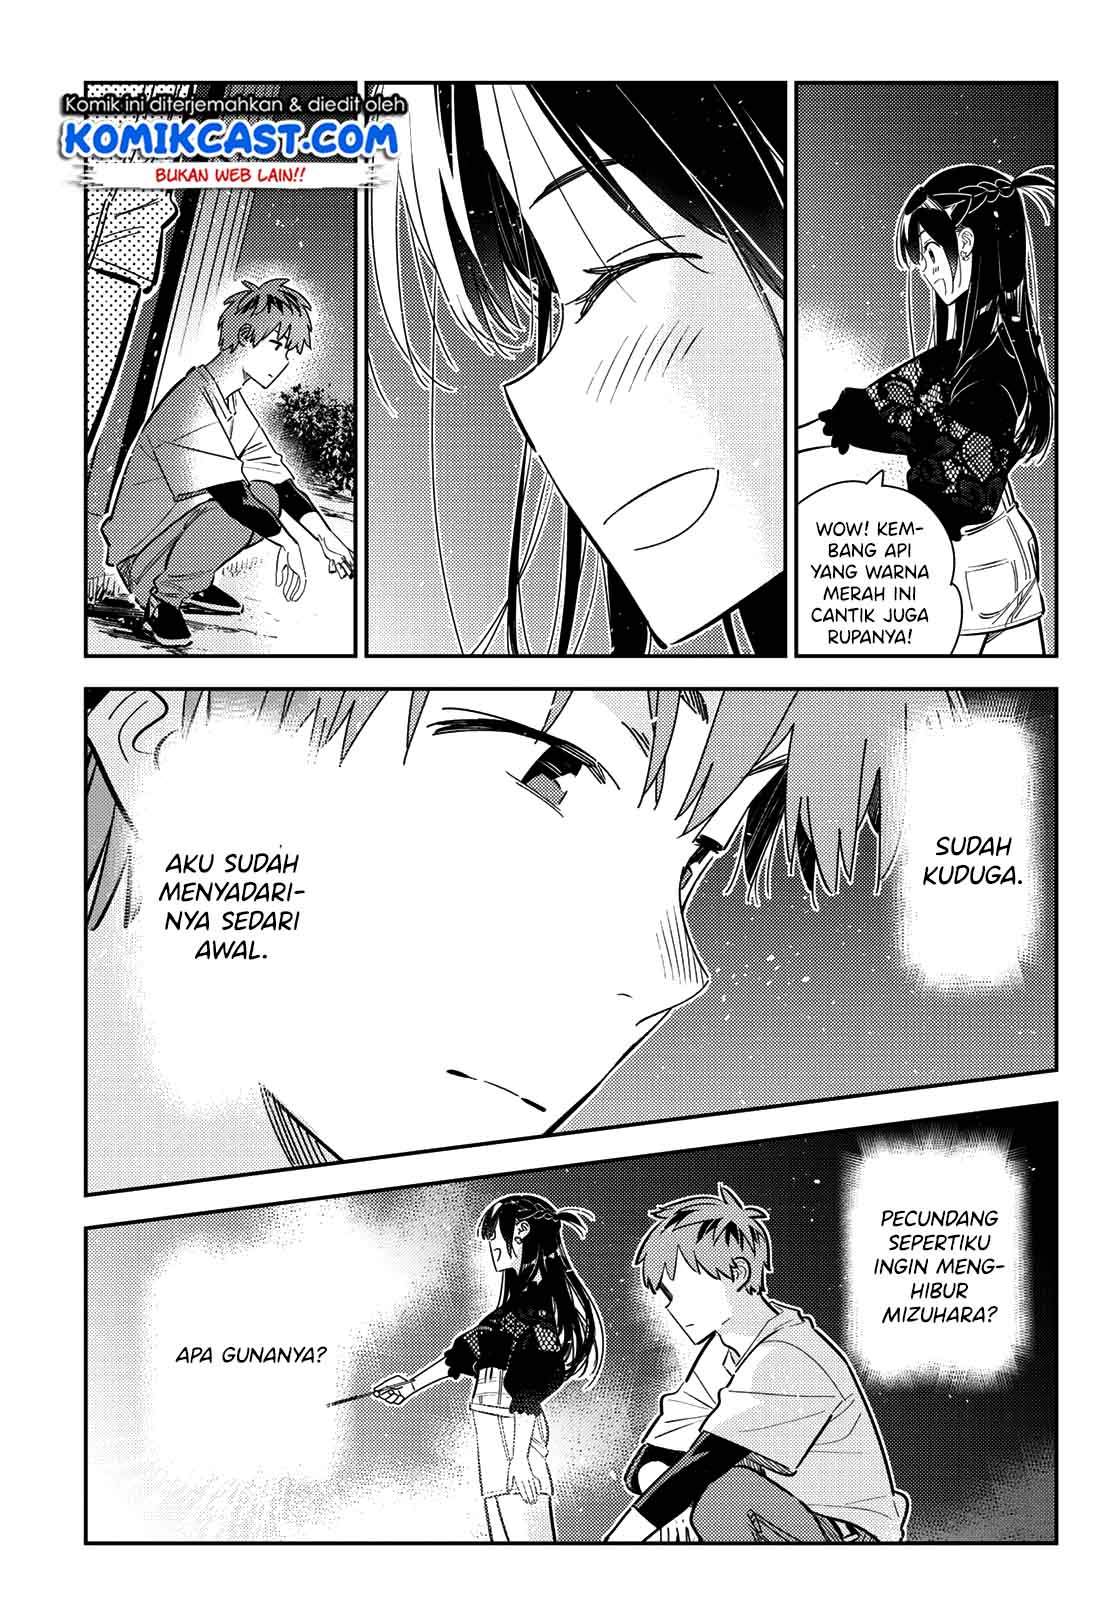 Komik ini diterjemahkan & diedit oleh
KOMIKCAST.COM
BUKAN WEB LAIN!!
WOW! KEM-
BANG API
YANG WARNA
MERAH INI
CANTIK JUGA
RUPANYA!
SUDAH
KUDUGA.
AKU SUDAH
MENYADARI-
NYA SEDARI
AWAL.
PECUNDANG
SEPERTIKU
INGIN MENG-
HIBUR
MIZUHARA?
APA GUNANYA?